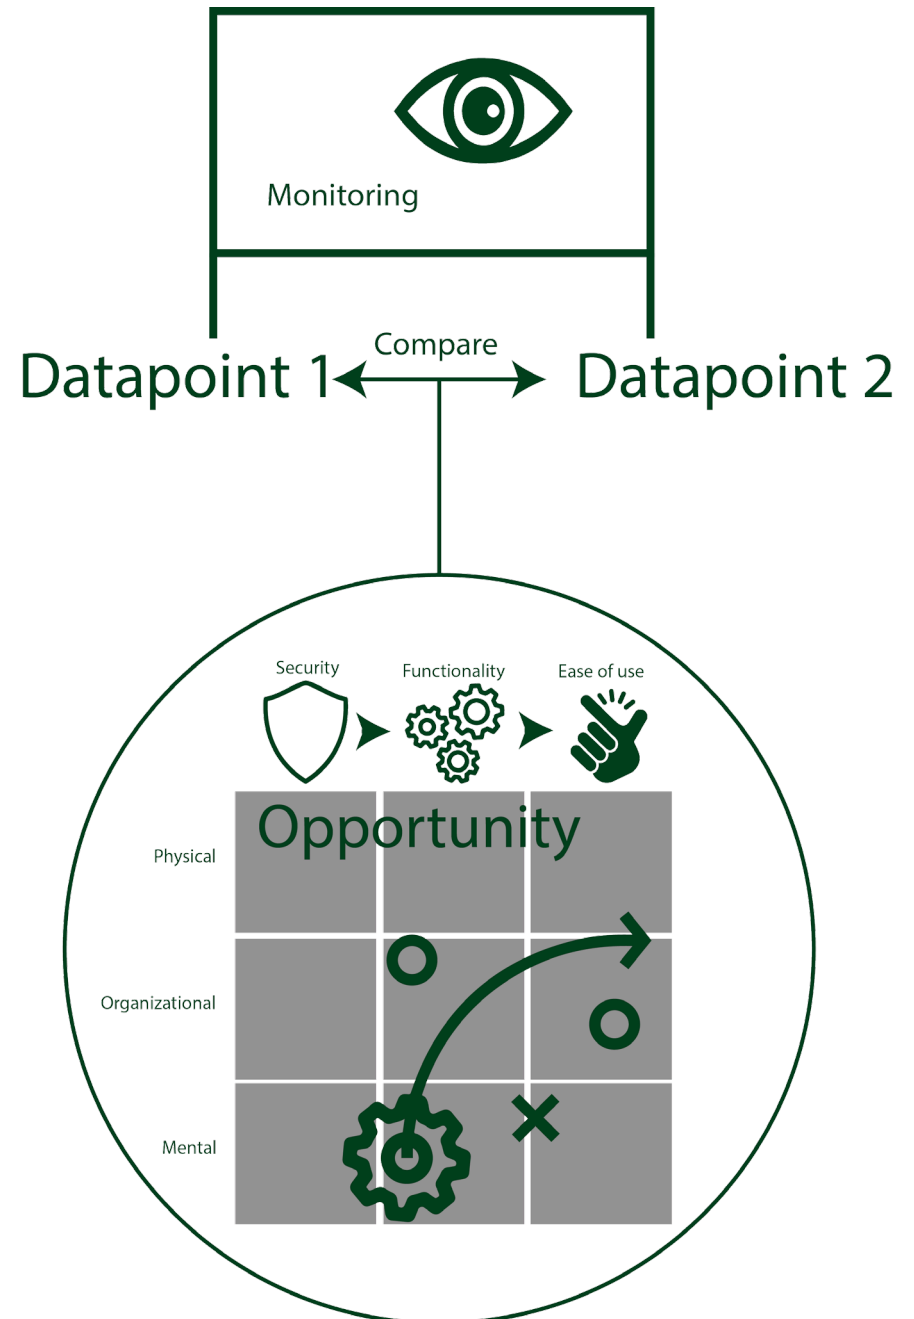 Monitoring
Compare
Datapoint 1
Datapoint 2
Security
Functionality
Ease of use
Opportunity
Physical
Organizational
Mental